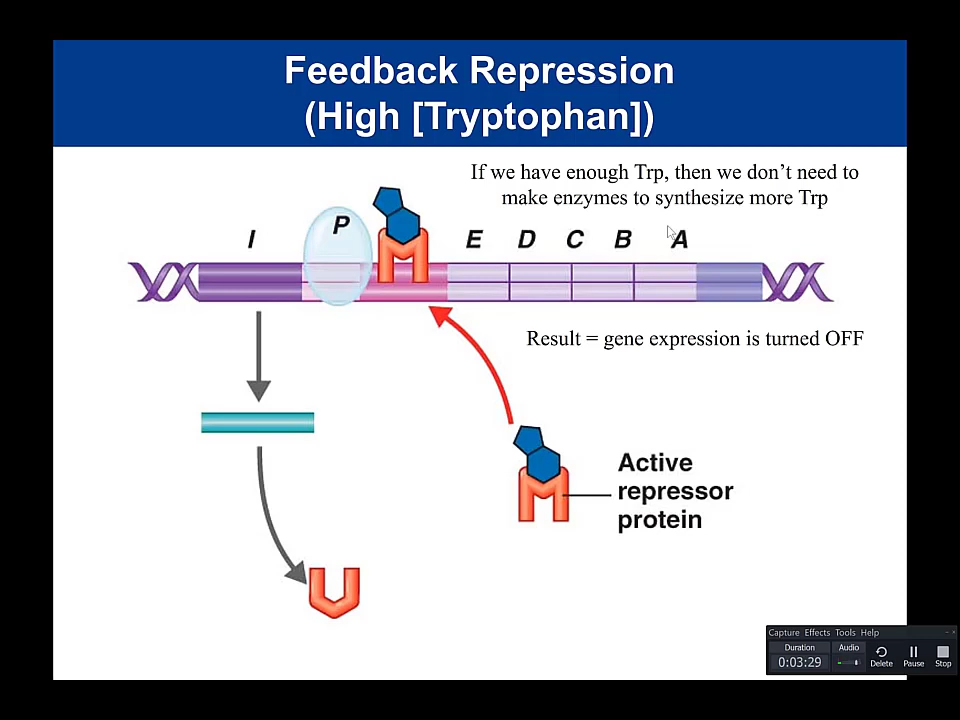 Feedback Repression
(High [Tryptophan])
If we have enough Trp, then we don’t need to
make enzymes to synthesize more Trp
I P E D C B A
Result = gene expression is turned OFF
Active
repressor
protein
Capture Effects Tools Help
Duration Audio
0:03:29 Delete Pause Stop